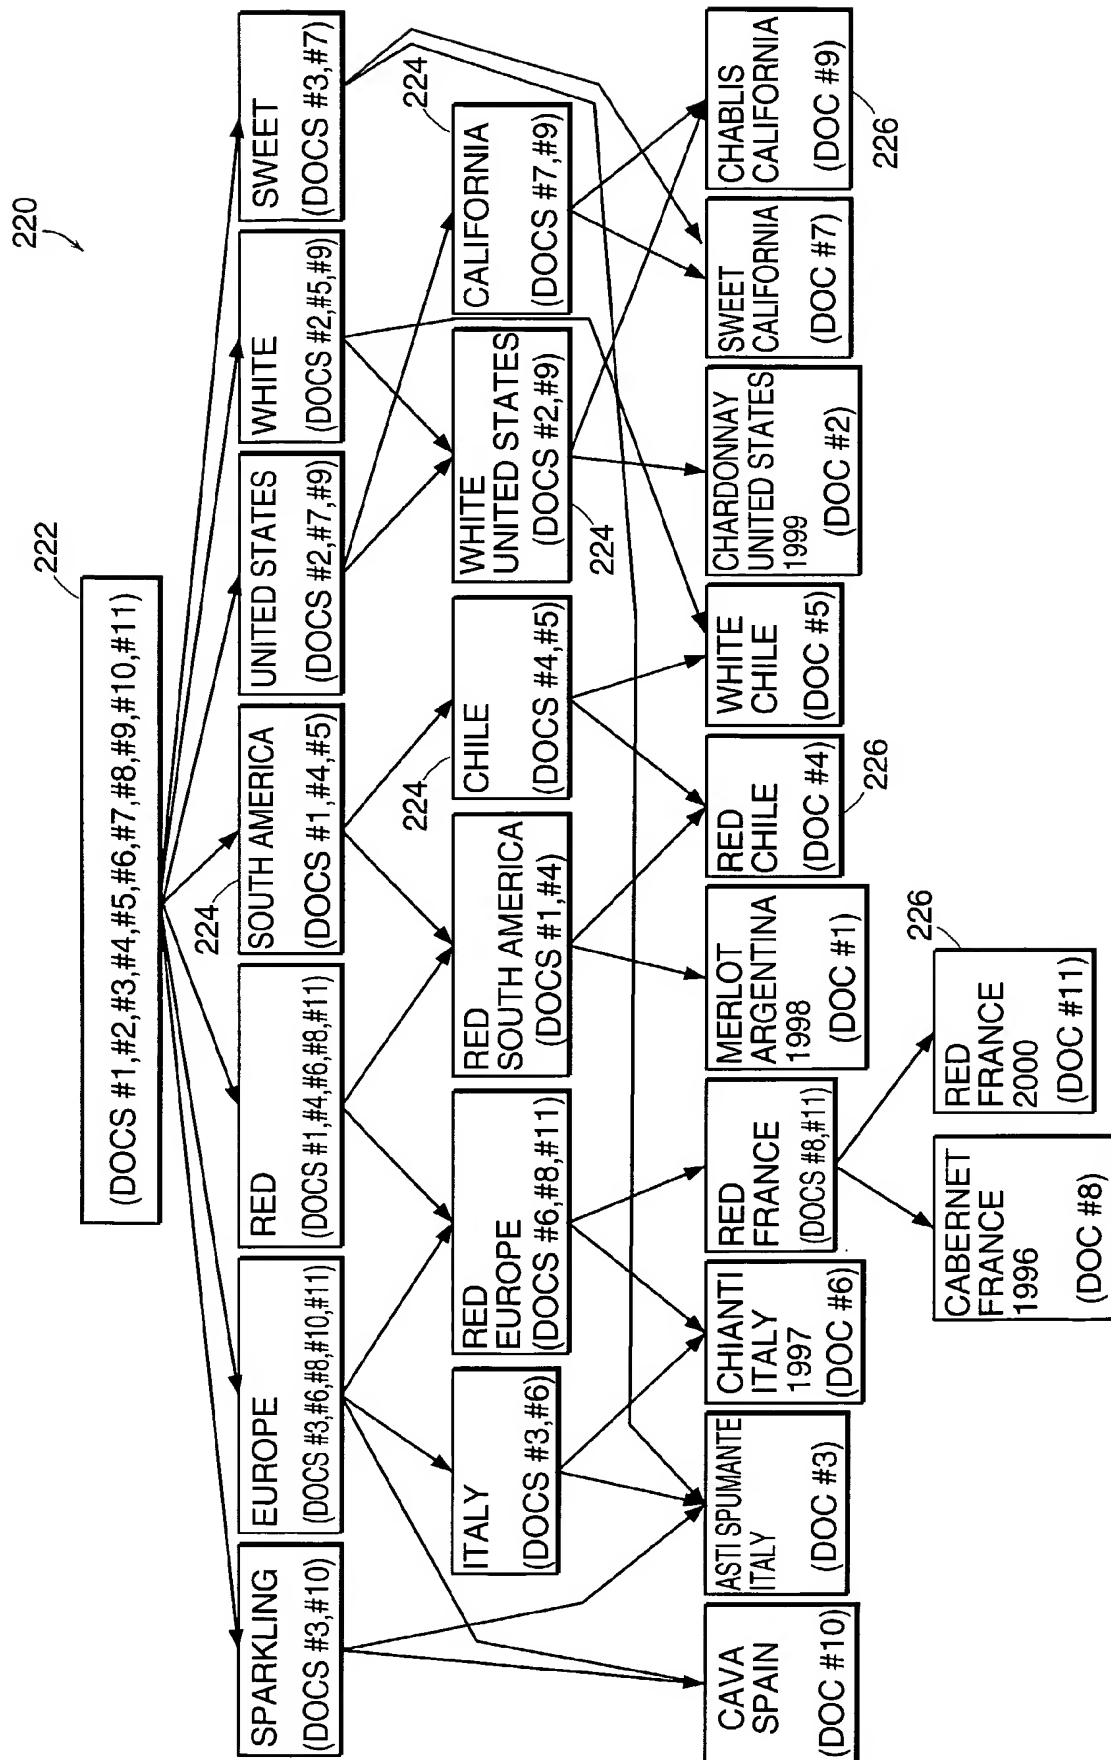 220
222
(DOCS #1,#2,#3,#4,#5,#6,#7,#8,#9,#10,#11)
SPARKLING
(DOCS #3,#10)
EUROPE
(DOCS #3,#6,#8,#10,#11)
RED
(DOCS #1,#4,#6,#8,#11)
224
SOUTH AMERICA
(DOCS #1,#4,#5)
UNITED STATES
(DOCS #2,#7,#9)
WHITE
(DOCS #2,#5,#9)
SWEET
(DOCS #3,#7)
ITALY
(DOCS #3,#6)
RED
EUROPE
(DOCS #6,#8,#11)
RED
SOUTH AMERICA
(DOCS #1,#4)
224
CHILE
(DOCS #4,#5)
WHITE
UNITED STATES
(DOCS #2,#9)
224
224
CALIFORNIA
(DOCS #7,#9)
CAVA
SPAIN
(DOC #10)
ASTI SPUMANTE
ITALY
(DOC #3)
CHIANTI
ITALY
1997
(DOC #6)
RED
FRANCE
(DOCS #8,#11)
MERLOT
ARGENTINA
1998
(DOC #1)
RED
CHILE
(DOC #4)
226
WHITE
CHILE
(DOC #5)
CHARDONNAY
UNITED STATES
1999
(DOC #2)
SWEET
CALIFORNIA
(DOC #7)
CHABLIS
CALIFORNIA
(DOC #9)
226
CABERNET
FRANCE
1996
(DOC #8)
226
RED
FRANCE
2000
(DOC #11)